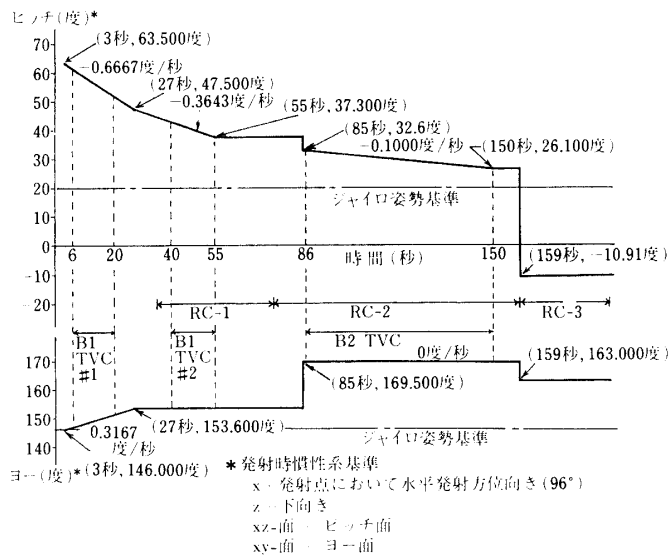 ピッチ(度)*
70
(3秒, 63.500度)
60
-0.6667度/秒
(27秒, 47.500度)
50
-0.3643度/秒
(55秒, 37.300度)
40
(85秒, 32.6度)
30
-0.1000度/秒
(150秒, 26.100度)
20
ジャイロ姿勢基準
10
0
6
20
40
55
86
時間(秒)
150
(159秒, -10.91度)
-10
-20
RC-1
RC-2
RC-3
B1
TVC
#1
B1
TVC
#2
B2 TVC
170
0度/秒
(159秒, 163.000度)
160
(85秒, 169.500度)
150
(27秒, 153.600度)
0.3167
度/秒
ジャイロ姿勢基準
140
ヨー(度)*
(3秒, 146.000度)
*発射時慣性系基準
x 発射点において水平発射方位向き(96°)
z 下向き
xz-面 ピッチ面
xy-面 ヨー面